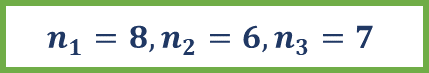 n₁ = 8, n₂ = 6, n₃ = 7